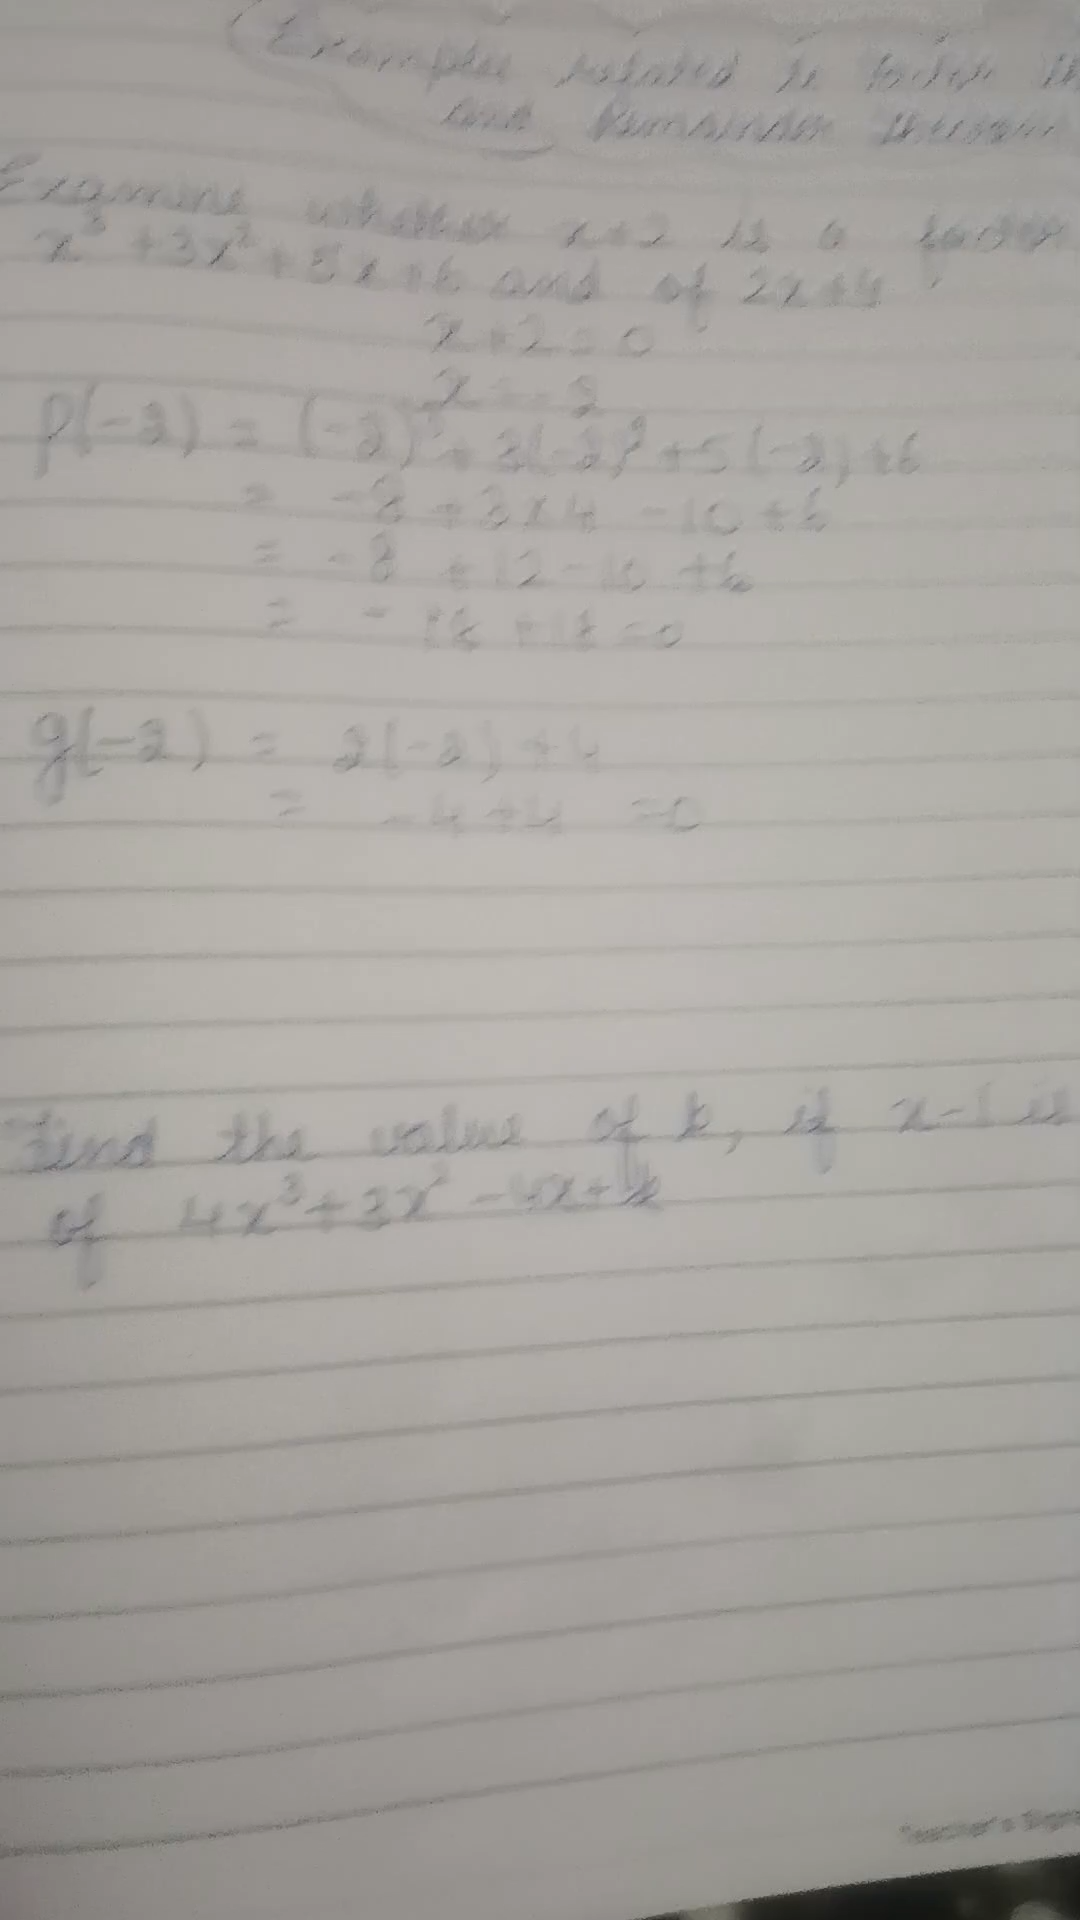 Examples related to factor
and Remainder Theorem
Examine whether x+2 is a factor
x³ + 3x² + 5x + 6 and of 2x+4
x+2=0
x=-2
p(-2) = (-2)³ + 3(-2)² + 5(-2) + 6
= -8 + 3×4 - 10 + 6
= -8 + 12 - 10 + 6
= - 18 + 18 = 0
g(-2) = 2(-2) + 4
= -4+4 =0
Find the value of k, if x-1 is
of 4x³+3x²-4x+k
Teacher's